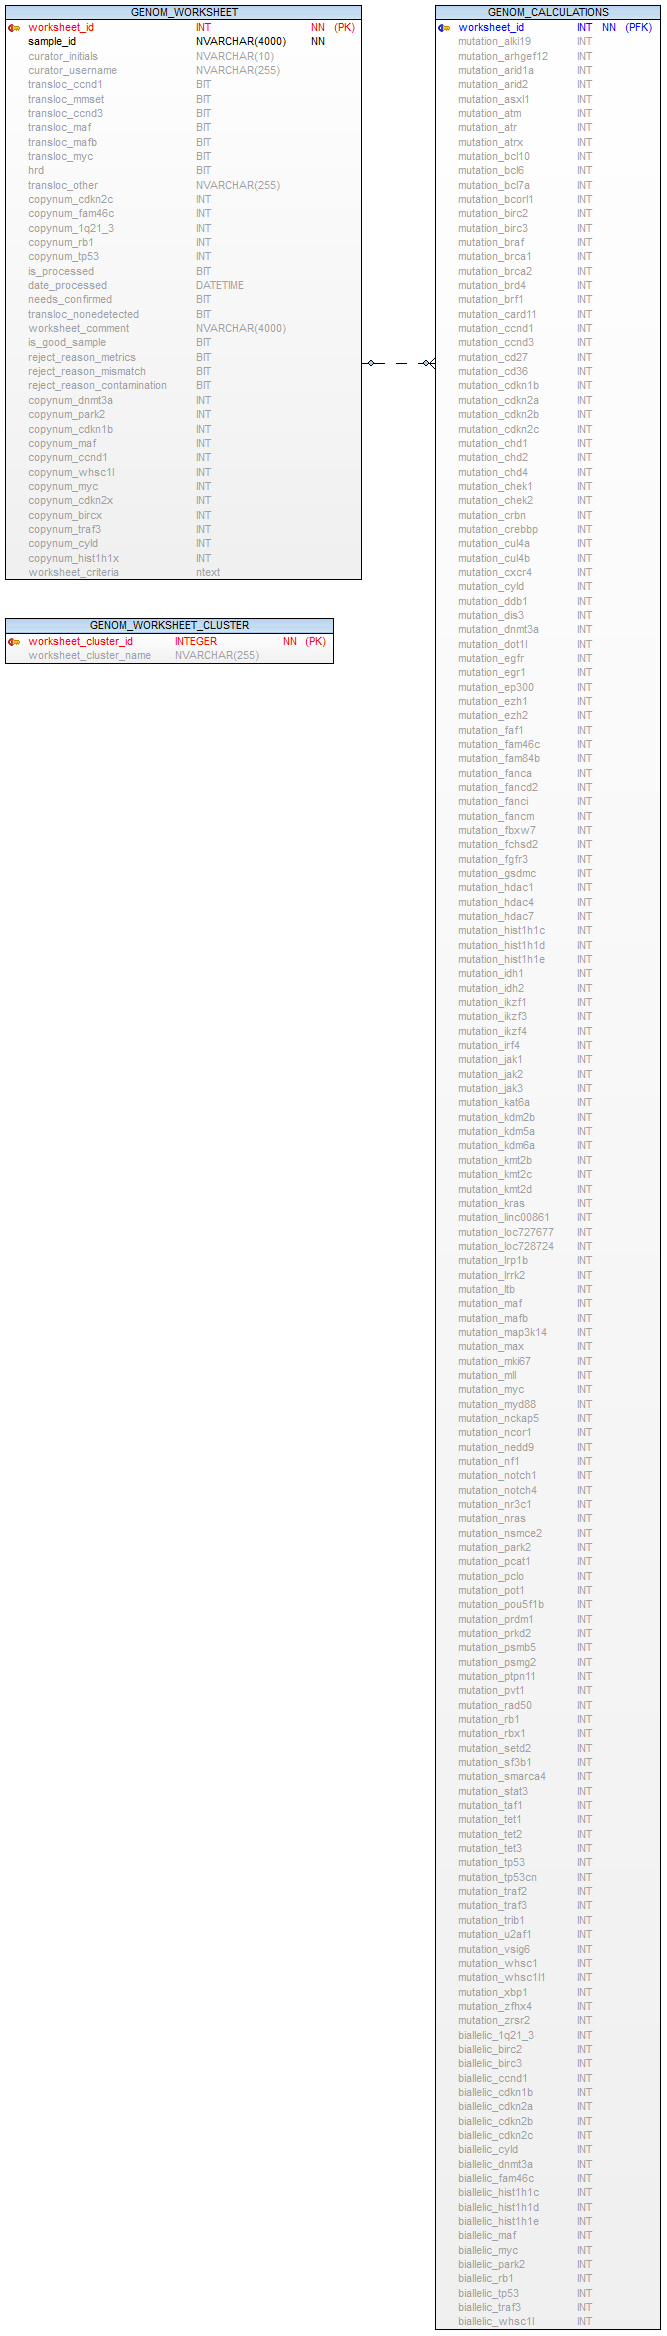 GENOM_WORKSHEET
worksheet_id INT NN (PK)
sample_id NVARCHAR(4000) NN
curator_initials NVARCHAR(10)
curator_username NVARCHAR(255)
transloc_ccnd1 BIT
transloc_mmset BIT
transloc_ccnd3 BIT
transloc_maf BIT
transloc_mafb BIT
transloc_myc BIT
hrd BIT
transloc_other NVARCHAR(255)
copynum_cdkn2c INT
copynum_fam46c INT
copynum_1q21_3 INT
copynum_rb1 INT
copynum_tp53 INT
is_processed BIT
date_processed DATETIME
needs_confirmed BIT
transloc_nonedetected BIT
worksheet_comment NVARCHAR(4000)
is_good_sample BIT
reject_reason_metrics BIT
reject_reason_mismatch BIT
reject_reason_contamination BIT
copynum_dnmt3a INT
copynum_park2 INT
copynum_cdkn1b INT
copynum_maf INT
copynum_ccnd1 INT
copynum_whsc1l INT
copynum_myc INT
copynum_cdkn2x INT
copynum_bircx INT
copynum_traf3 INT
copynum_cyld INT
copynum_hist1h1x INT
worksheet_criteria ntext
GENOM_WORKSHEET_CLUSTER
worksheet_cluster_id INTEGER NN (PK)
worksheet_cluster_name NVARCHAR(255)
GENOM_CALCULATIONS
worksheet_id INT NN (PFK)
mutation_alki19 INT
mutation_arhgef12 INT
mutation_arid1a INT
mutation_arid2 INT
mutation_asxl1 INT
mutation_atm INT
mutation_atr INT
mutation_atrx INT
mutation_bcl10 INT
mutation_bcl6 INT
mutation_bcl7a INT
mutation_bcorl1 INT
mutation_birc2 INT
mutation_birc3 INT
mutation_braf INT
mutation_brca1 INT
mutation_brca2 INT
mutation_brd4 INT
mutation_brf1 INT
mutation_card11 INT
mutation_ccnd1 INT
mutation_ccnd3 INT
mutation_cd27 INT
mutation_cd36 INT
mutation_cdkn1b INT
mutation_cdkn2a INT
mutation_cdkn2b INT
mutation_cdkn2c INT
mutation_chd1 INT
mutation_chd2 INT
mutation_chd4 INT
mutation_chek1 INT
mutation_chek2 INT
mutation_crbn INT
mutation_crebbp INT
mutation_cul4a INT
mutation_cul4b INT
mutation_cxcr4 INT
mutation_cyld INT
mutation_ddb1 INT
mutation_dis3 INT
mutation_dnmt3a INT
mutation_dot1l INT
mutation_egfr INT
mutation_egr1 INT
mutation_ep300 INT
mutation_ezh1 INT
mutation_ezh2 INT
mutation_faf1 INT
mutation_fam46c INT
mutation_fam84b INT
mutation_fanca INT
mutation_fancd2 INT
mutation_fanci INT
mutation_fancm INT
mutation_fbxw7 INT
mutation_fchsd2 INT
mutation_fgfr3 INT
mutation_gsdmc INT
mutation_hdac1 INT
mutation_hdac4 INT
mutation_hdac7 INT
mutation_hist1h1c INT
mutation_hist1h1d INT
mutation_hist1h1e INT
mutation_idh1 INT
mutation_idh2 INT
mutation_ikzf1 INT
mutation_ikzf3 INT
mutation_ikzf4 INT
mutation_irf4 INT
mutation_jak1 INT
mutation_jak2 INT
mutation_jak3 INT
mutation_kat6a INT
mutation_kdm2b INT
mutation_kdm5a INT
mutation_kdm6a INT
mutation_kmt2b INT
mutation_kmt2c INT
mutation_kmt2d INT
mutation_kras INT
mutation_linc00861 INT
mutation_loc727677 INT
mutation_loc728724 INT
mutation_lrp1b INT
mutation_lrrk2 INT
mutation_ltb INT
mutation_maf INT
mutation_mafb INT
mutation_map3k14 INT
mutation_max INT
mutation_mki67 INT
mutation_mll INT
mutation_myc INT
mutation_myd88 INT
mutation_nckap5 INT
mutation_ncor1 INT
mutation_nedd9 INT
mutation_nf1 INT
mutation_notch1 INT
mutation_notch4 INT
mutation_nr3c1 INT
mutation_nras INT
mutation_nsmce2 INT
mutation_park2 INT
mutation_pcat1 INT
mutation_pclo INT
mutation_pot1 INT
mutation_pou5f1b INT
mutation_prdm1 INT
mutation_prkd2 INT
mutation_psmb5 INT
mutation_psmg2 INT
mutation_ptpn11 INT
mutation_pvt1 INT
mutation_rad50 INT
mutation_rb1 INT
mutation_rbx1 INT
mutation_setd2 INT
mutation_sf3b1 INT
mutation_smarca4 INT
mutation_stat3 INT
mutation_taf1 INT
mutation_tet1 INT
mutation_tet2 INT
mutation_tet3 INT
mutation_tp53 INT
mutation_tp53cn INT
mutation_traf2 INT
mutation_traf3 INT
mutation_trib1 INT
mutation_u2af1 INT
mutation_vsig6 INT
mutation_whsc1 INT
mutation_whsc1l1 INT
mutation_xbp1 INT
mutation_zfhx4 INT
mutation_zrsr2 INT
biallelic_1q21_3 INT
biallelic_birc2 INT
biallelic_birc3 INT
biallelic_ccnd1 INT
biallelic_cdkn1b INT
biallelic_cdkn2a INT
biallelic_cdkn2b INT
biallelic_cdkn2c INT
biallelic_cyld INT
biallelic_dnmt3a INT
biallelic_fam46c INT
biallelic_hist1h1c INT
biallelic_hist1h1d INT
biallelic_hist1h1e INT
biallelic_maf INT
biallelic_myc INT
biallelic_park2 INT
biallelic_rb1 INT
biallelic_tp53 INT
biallelic_traf3 INT
biallelic_whsc1l INT